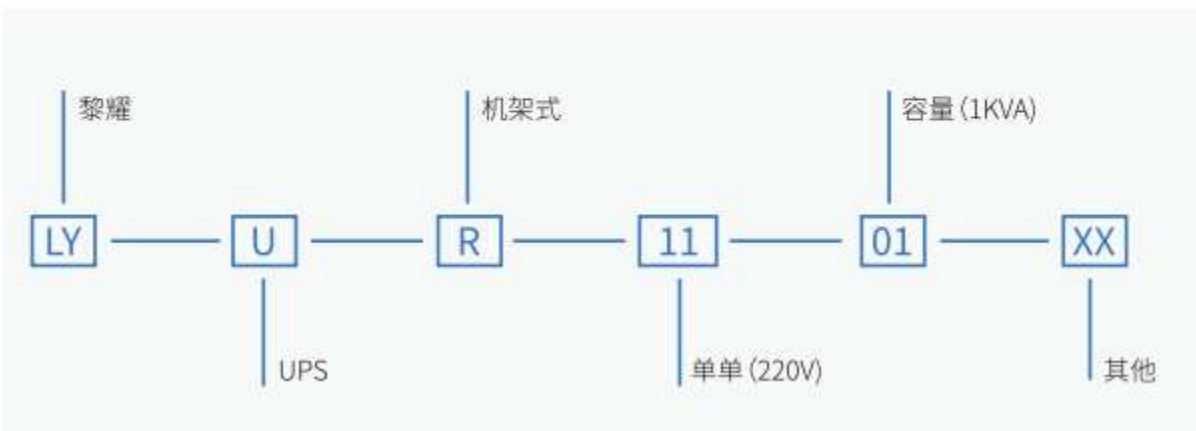 黎耀
机架式
容量(1KVA)
LY
U
R
11
01
XX
UPS
单单(220V)
其他